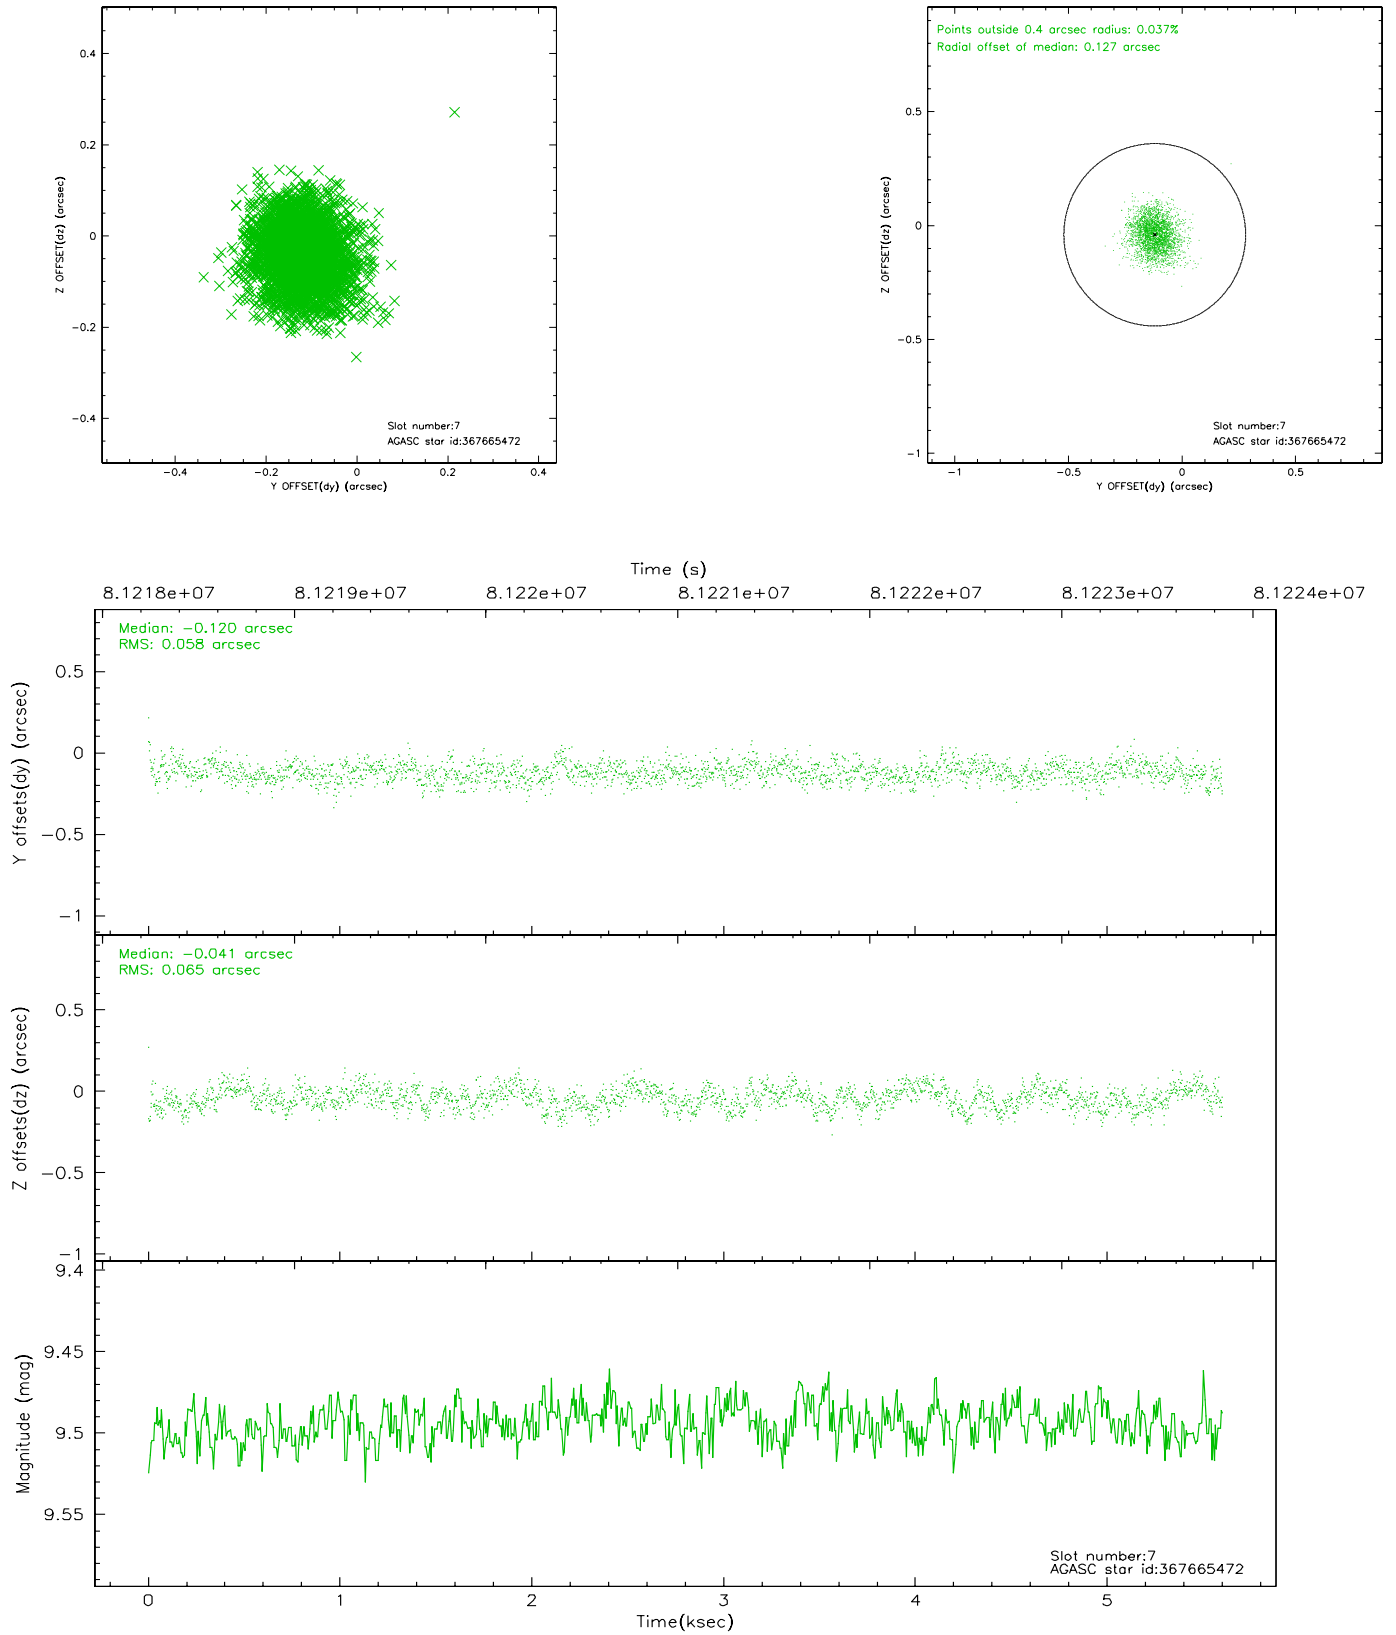 0.4
0.2
0
−0.2
−0.4
Z OFFSET(dz) (arcsec)
−0.4 −0.2 0 0.2 0.4
Y OFFSET(dy) (arcsec)
Slot number:7
AGASC star id:367665472
Points outside 0.4 arcsec radius: 0.037%
Radial offset of median: 0.127 arcsec
0.5
0
−0.5
−1
Z OFFSET(dz) (arcsec)
−1 −0.5 0 0.5
Y OFFSET(dy) (arcsec)
Slot number:7
AGASC star id:367665472
Time (s)
8.1218e+07 8.1219e+07 8.122e+07 8.1221e+07 8.1222e+07 8.1223e+07 8.1224e+07
Median: −0.120 arcsec
RMS: 0.058 arcsec
0.5
0
−0.5
−1
Y offsets(dy) (arcsec)
Median: −0.041 arcsec
RMS: 0.065 arcsec
0.5
0
−0.5
−1
Z offsets(dz) (arcsec)
9.4
9.45
9.5
9.55
Magnitude (mag)
Slot number:7
AGASC star id:367665472
0 1 2 3 4 5
Time(ksec)